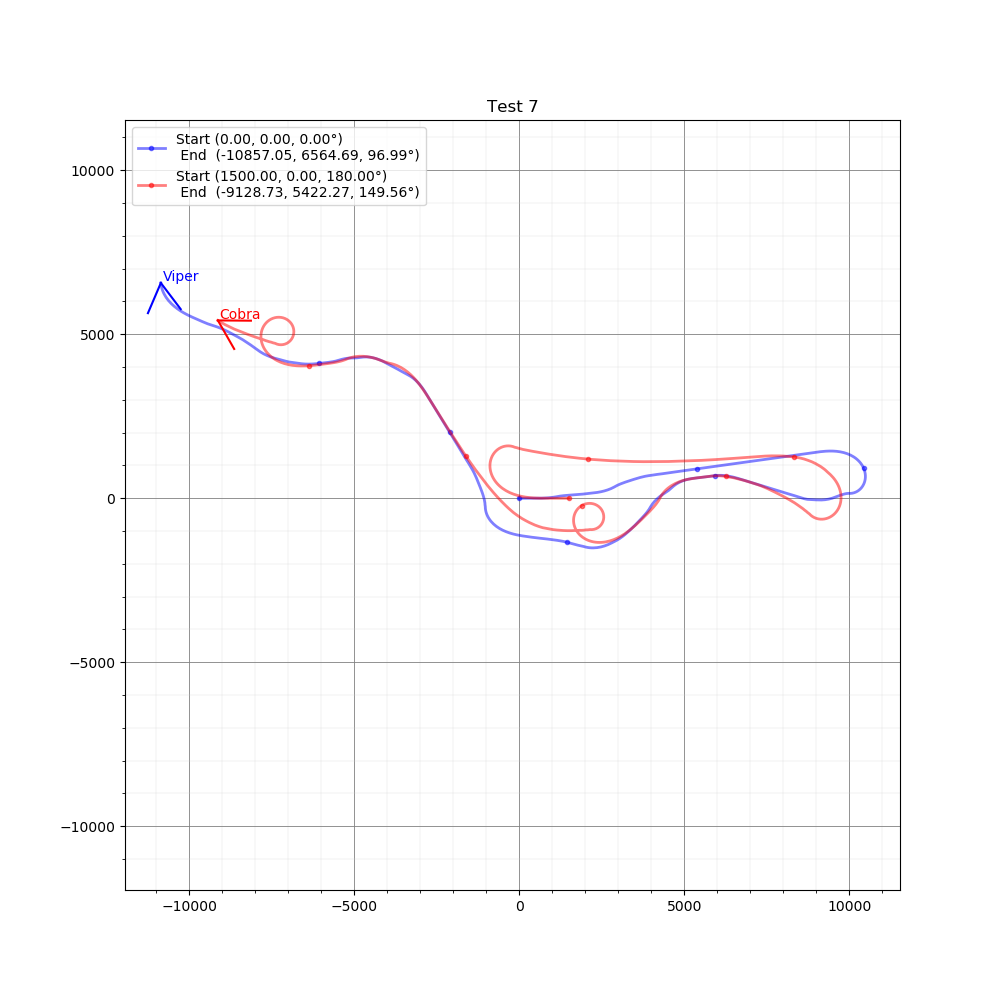 Test 7
Start (0.00, 0.00, 0.00°)
End  (-10857.05, 6564.69, 96.99°)
Start (1500.00, 0.00, 180.00°)
End  (-9128.73, 5422.27, 149.56°)
10000
5000
0
−5000
−10000
Viper
Cobra
−10000 −5000 0 5000 10000